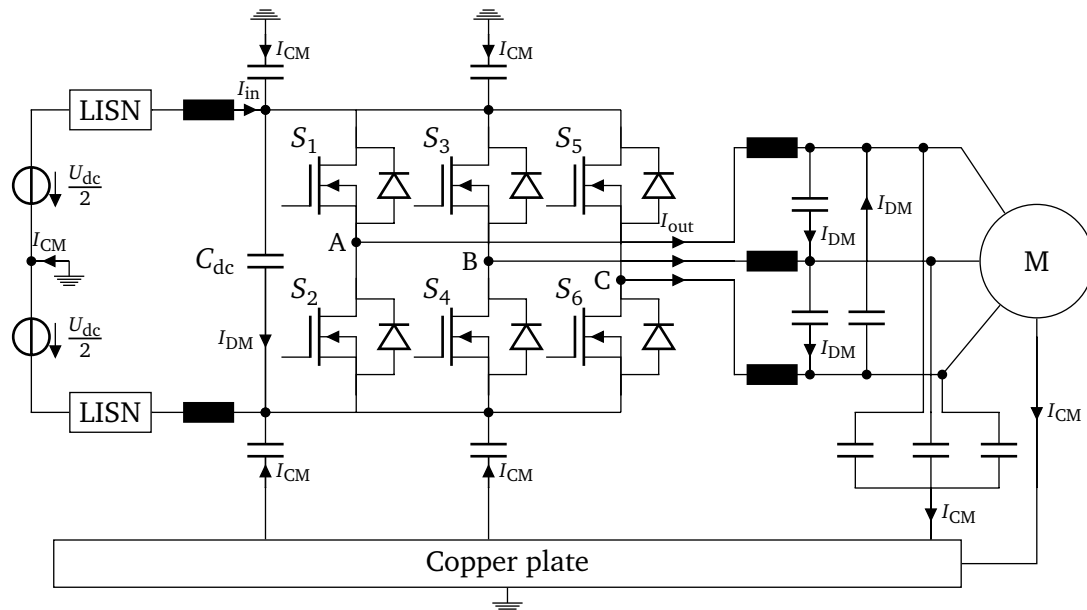 I_CM
I_CM
I_in
LISN
S_1
S_3
S_5
U_dc/2
I_DM
I_out
I_CM
A
I_DM
C_dc
B
M
C
S_2
S_4
S_6
U_dc/2
I_DM
I_DM
LISN
I_CM
I_CM
I_CM
I_CM
Copper plate